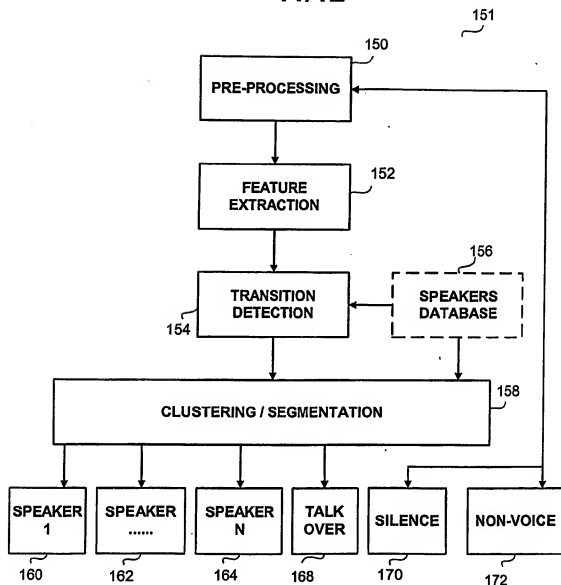 151
150
PRE-PROCESSING
152
FEATURE
EXTRACTION
156
TRANSITION
DETECTION
154
SPEAKERS
DATABASE
158
CLUSTERING / SEGMENTATION
SPEAKER
1
SPEAKER
......
SPEAKER
N
TALK
OVER
SILENCE
NON-VOICE
160
162
164
168
170
172